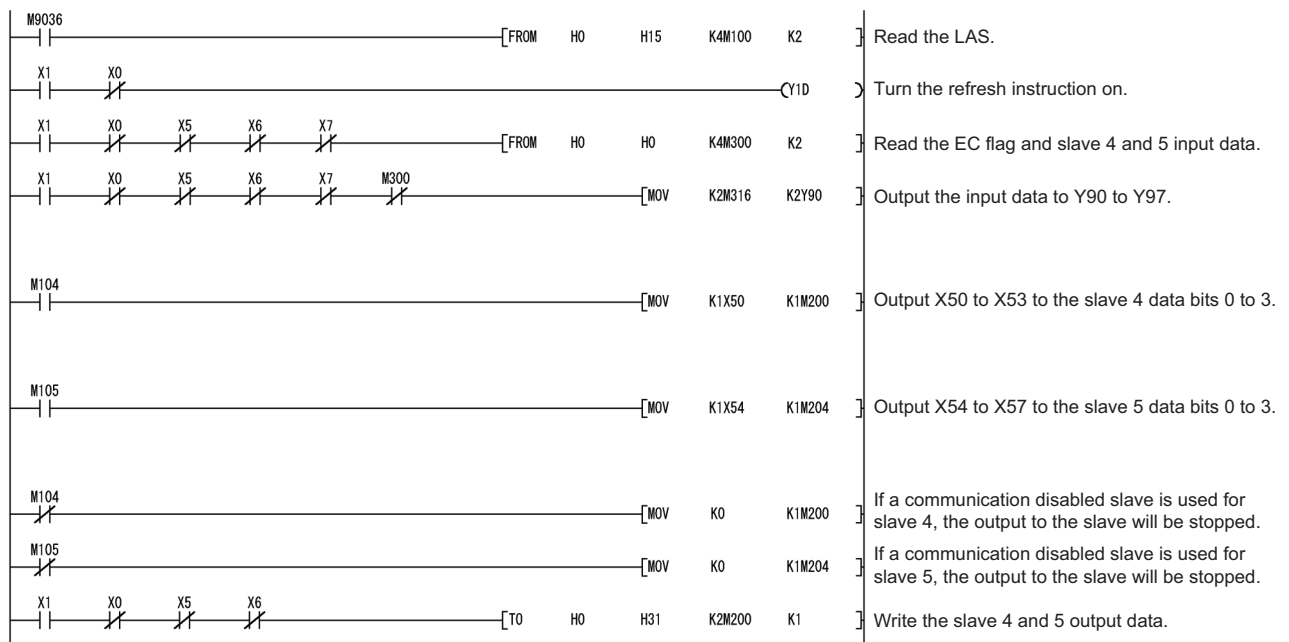 M9036
FROM H0 H15 K4M100 K2 Read the LAS.
X1 X0
Y1D Turn the refresh instruction on.
X1 X0 X5 X6 X7
FROM H0 H0 K4M300 K2 Read the EC flag and slave 4 and 5 input data.
X1 X0 X5 X6 X7 M300
MOV K2M316 K2Y90 Output the input data to Y90 to Y97.
M104
MOV K1X50 K1M200 Output X50 to X53 to the slave 4 data bits 0 to 3.
M105
MOV K1X54 K1M204 Output X54 to X57 to the slave 5 data bits 0 to 3.
M104
MOV K0 K1M200 If a communication disabled slave is used for
slave 4, the output to the slave will be stopped.
M105
MOV K0 K1M204 If a communication disabled slave is used for
slave 5, the output to the slave will be stopped.
X1 X0 X5 X6
TO H0 H31 K2M200 K1 Write the slave 4 and 5 output data.